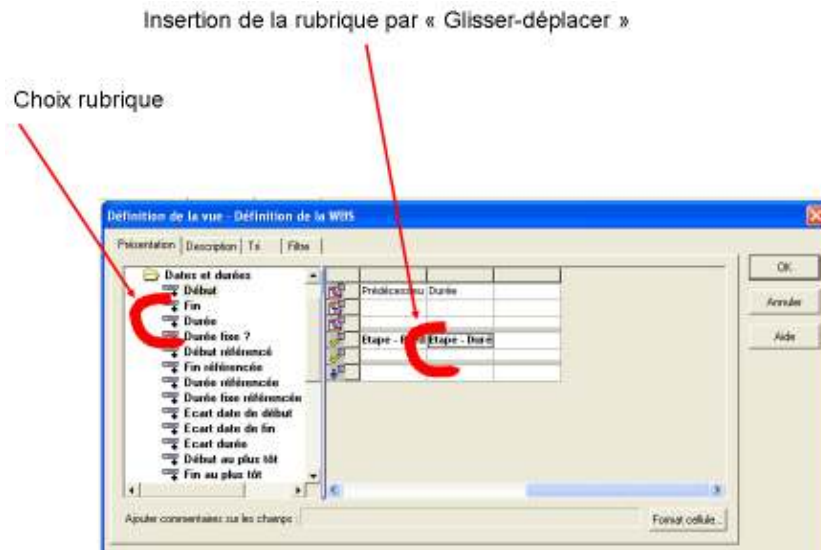 Insertion de la rubrique par « Glisser-déplacer »
Choix rubrique
Définition de la vue - Définition de la WBS
Présentation Description Tri Filtre
Dates et durées
Début
Fin
Durée
Durée fixe ?
Début référencé
Fin référencée
Durée référencée
Durée fixe référencée
Ecart date de début
Ecart date de fin
Ecart durée
Début au plus tôt
Fin au plus tôt
Prédécesseu Durée
Etape - Etape - Duré
OK
Annuler
Aide
Ajouter commentaires sur les champs
Format cellule...